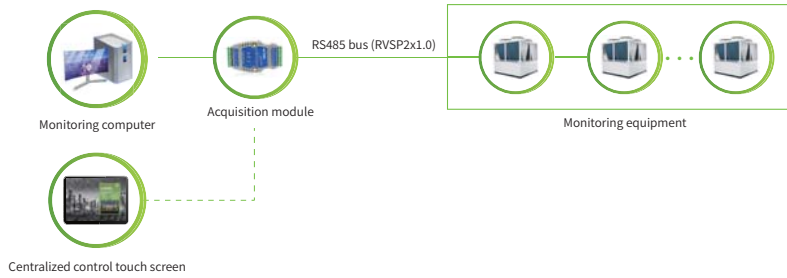 RS485 bus (RVSP2x1.0)
Monitoring computer
Acquisition module
Monitoring equipment
Centralized control touch screen